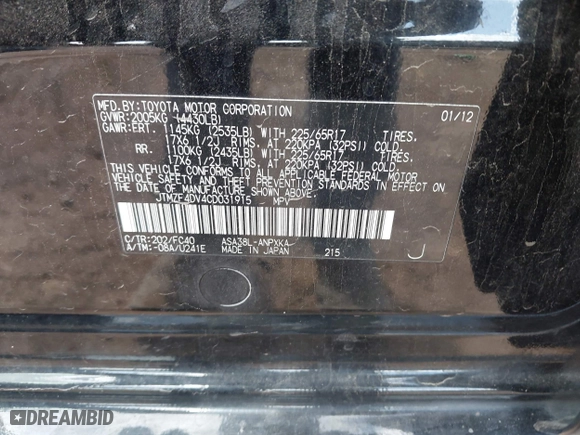 MFD.BY:TOYOTA MOTOR CORPORATION 01/12
GVWR:2005KG (4430LB)
GAWR:FRT. 1145KG (2535LB) WITH 225/65R17 TIRES,
17X6 1/2J RIMS, AT 220KPA (32PSI) COLD.
RR. 1100KG (2435LB) WITH 225/65R17 TIRES,
17X6 1/2J RIMS, AT 220KPA (32PSI) COLD.
THIS VEHICLE CONFORMS TO ALL APPLICABLE FEDERAL MOTOR
VEHICLE SAFETY AND THEFT PREVENTION STANDARDS IN EFFECT ON
THE DATE OF MANUFACTURE SHOWN ABOVE.
JTMZF4DV4CD031915 MPV
C/TR:202/FC40 ASA38L-ANPXKA
A/TM:-08A/U241E MADE IN JAPAN 215 J
DREAMBID